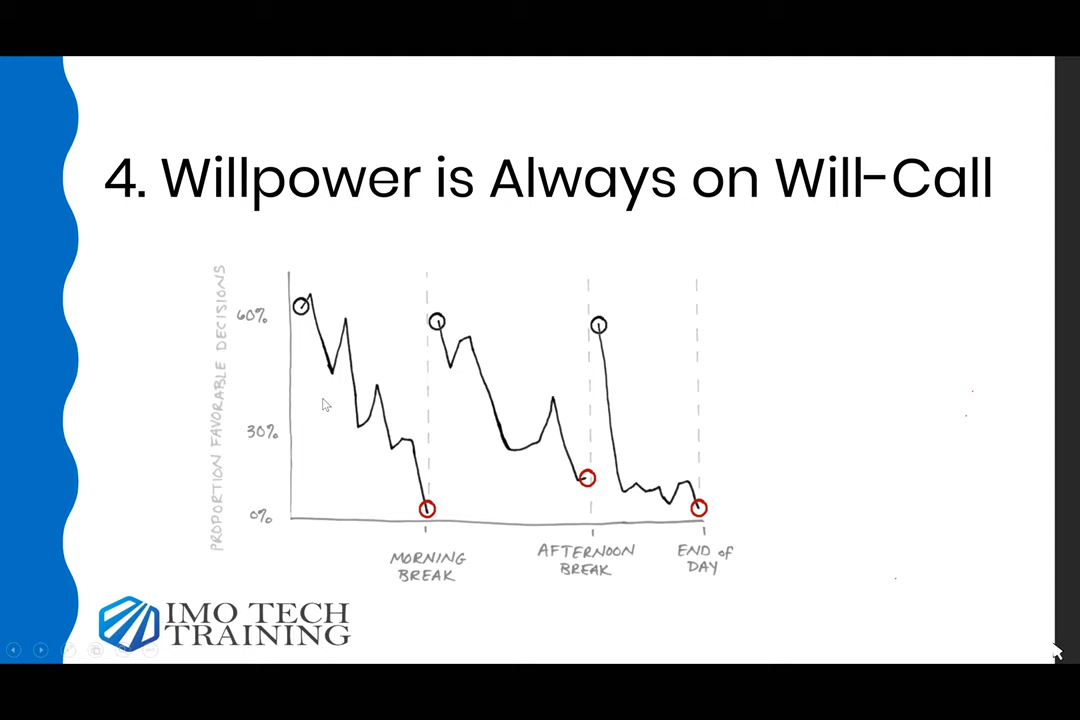 4. Willpower is Always on Will-Call
PROPORTION FAVORABLE DECISIONS
60%
30%
0%
MORNING
BREAK
AFTERNOON
BREAK
END of
DAY
IMO TECH
TRAINING